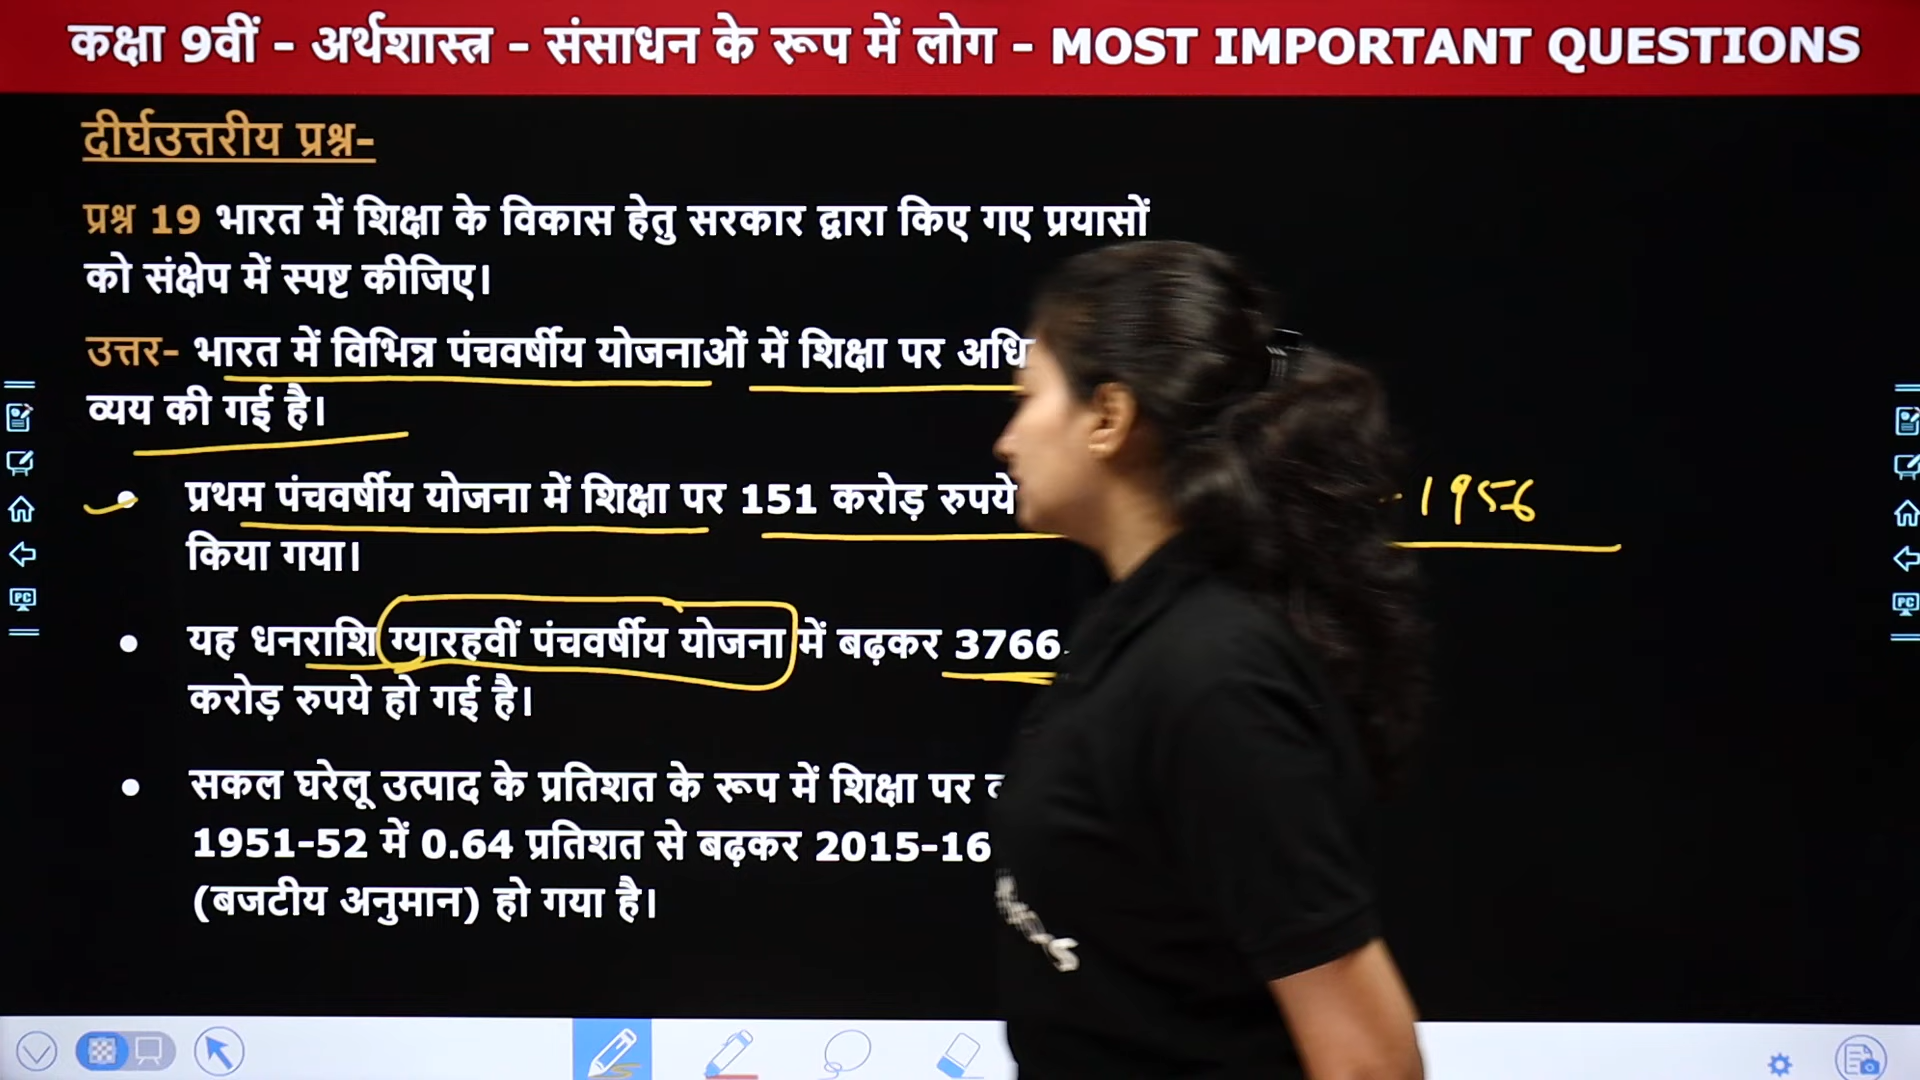 कक्षा 9वीं - अर्थशास्त्र - संसाधन के रूप में लोग - MOST IMPORTANT QUESTIONS
दीर्घउत्तरीय प्रश्न-
प्रश्न 19 भारत में शिक्षा के विकास हेतु सरकार द्वारा किए गए प्रयासों
को संक्षेप में स्पष्ट कीजिए।
उत्तर- भारत में विभिन्न पंचवर्षीय योजनाओं में शिक्षा पर
व्यय की गई है।
• प्रथम पंचवर्षीय योजना में शिक्षा पर 151 करोड़ रुपये
1956
किया गया।
• यह धनराशि ग्यारहवीं पंचवर्षीय योजना में बढ़कर 3766
करोड़ रुपये हो गई है।
• सकल घरेलू उत्पाद के प्रतिशत के रूप में शिक्षा पर
1951-52 में 0.64 प्रतिशत से बढ़कर 2015-16
(बजटीय अनुमान) हो गया है।
PC
PC